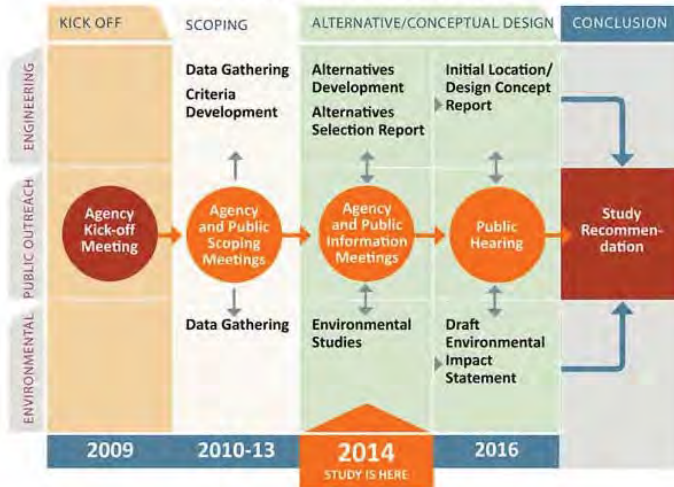 KICK OFF
SCOPING
ALTERNATIVE/CONCEPTUAL DESIGN
CONCLUSION
ENGINEERING
Data Gathering
Criteria
Development
Alternatives
Development
Alternatives
Selection Report
Initial Location/
Design Concept
Report
PUBLIC OUTREACH
Agency
Kick-off
Meeting
Agency
and Public
Scoping
Meetings
Agency
and Public
Information
Meetings
Public
Hearing
Study
Recommen-
dation
ENVIRONMENTAL
Data Gathering
Environmental
Studies
Draft
Environmental
Impact
Statement
2009
2010-13
2014
STUDY IS HERE
2016